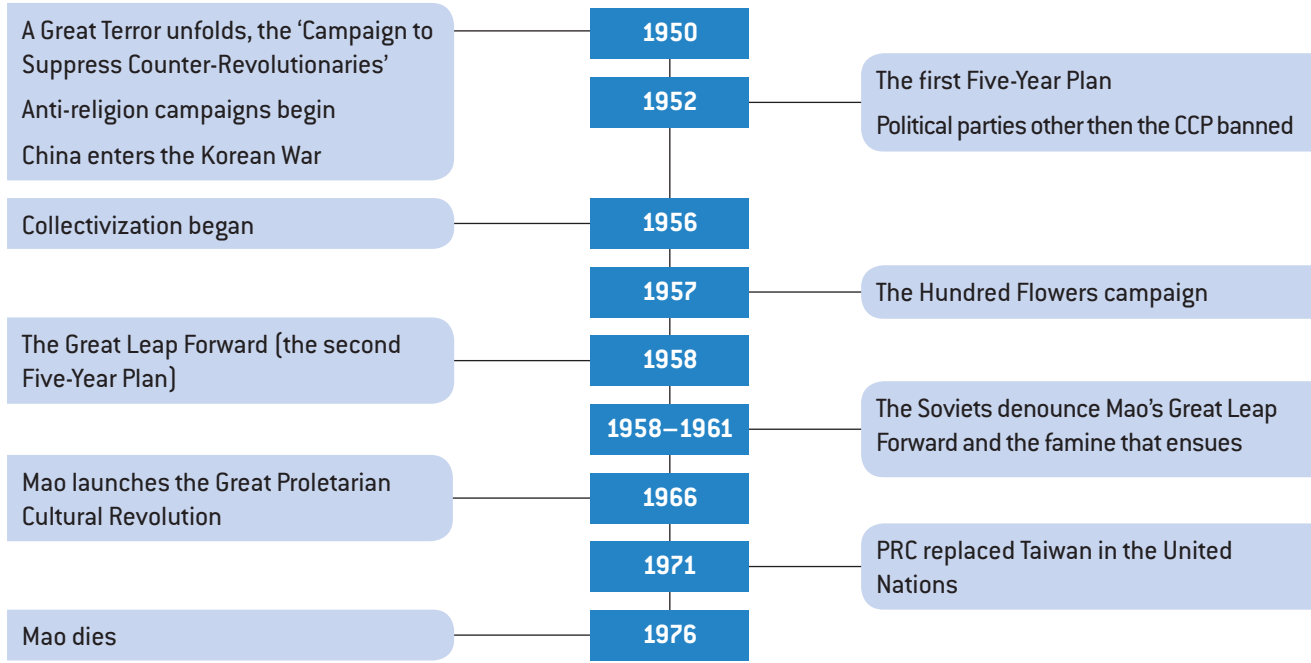 1950
A Great Terror unfolds, the ‘Campaign to
Suppress Counter-Revolutionaries’
Anti-religion campaigns begin
China enters the Korean War
1952
The first Five-Year Plan
Political parties other then the CCP banned
1956
Collectivization began
1957
The Hundred Flowers campaign
1958
The Great Leap Forward (the second
Five-Year Plan)
1958–1961
The Soviets denounce Mao’s Great Leap
Forward and the famine that ensues
1966
Mao launches the Great Proletarian
Cultural Revolution
1971
PRC replaced Taiwan in the United
Nations
1976
Mao dies